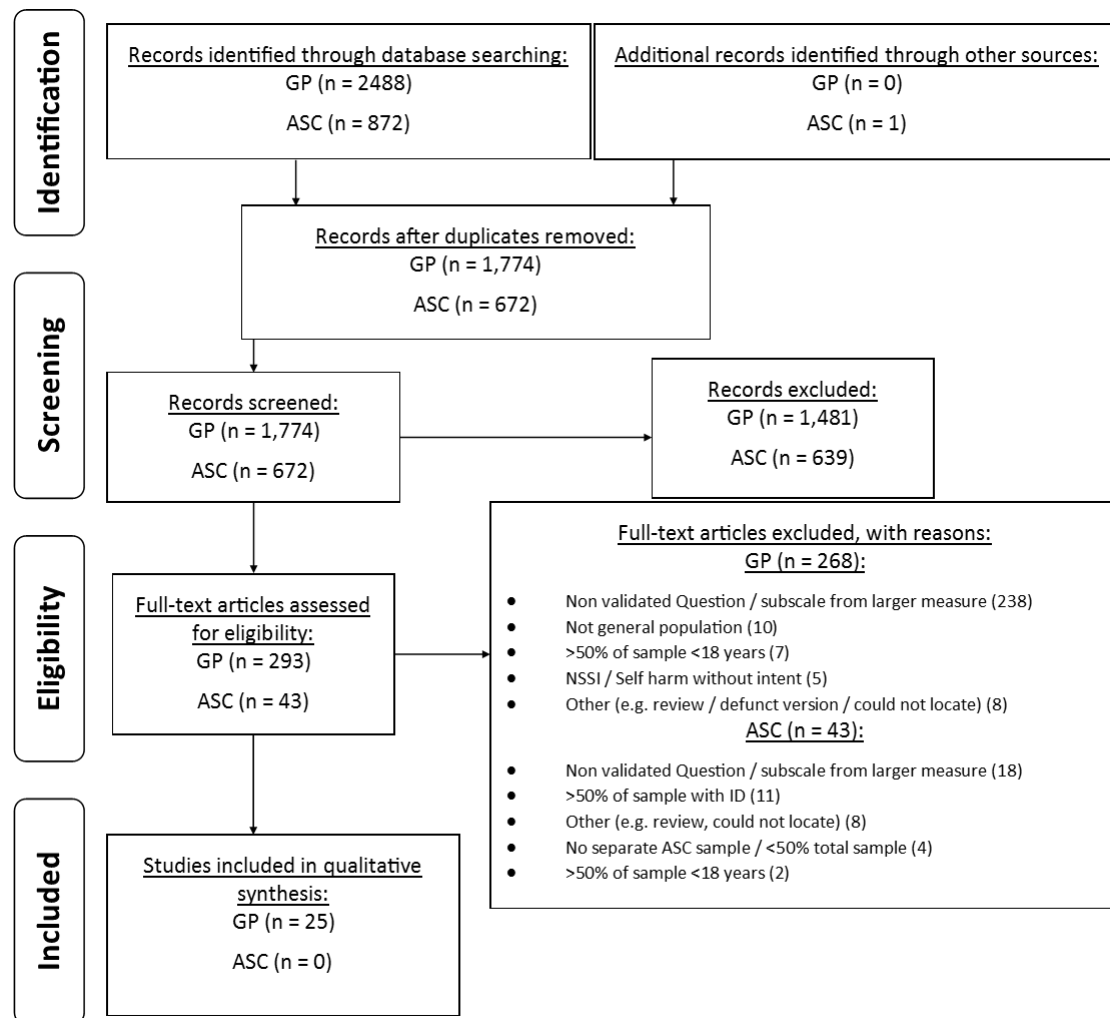 Identification
Records identified through database searching:
GP (n = 2488)
ASC (n = 872)
Additional records identified through other sources:
GP (n = 0)
ASC (n = 1)
Records after duplicates removed:
GP (n = 1,774)
ASC (n = 672)
Screening
Records screened:
GP (n = 1,774)
ASC (n = 672)
Records excluded:
GP (n = 1,481)
ASC (n = 639)
Eligibility
Full-text articles assessed
for eligibility:
GP (n = 293)
ASC (n = 43)
Full-text articles excluded, with reasons:
GP (n = 268):
● Non validated Question / subscale from larger measure (238)
● Not general population (10)
● >50% of sample <18 years (7)
● NSSI / Self harm without intent (5)
● Other (e.g. review / defunct version / could not locate) (8)
ASC (n = 43):
● Non validated Question / subscale from larger measure (18)
● >50% of sample with ID (11)
● Other (e.g. review, could not locate) (8)
● No separate ASC sample / <50% total sample (4)
● >50% of sample <18 years (2)
Included
Studies included in qualitative
synthesis:
GP (n = 25)
ASC (n = 0)